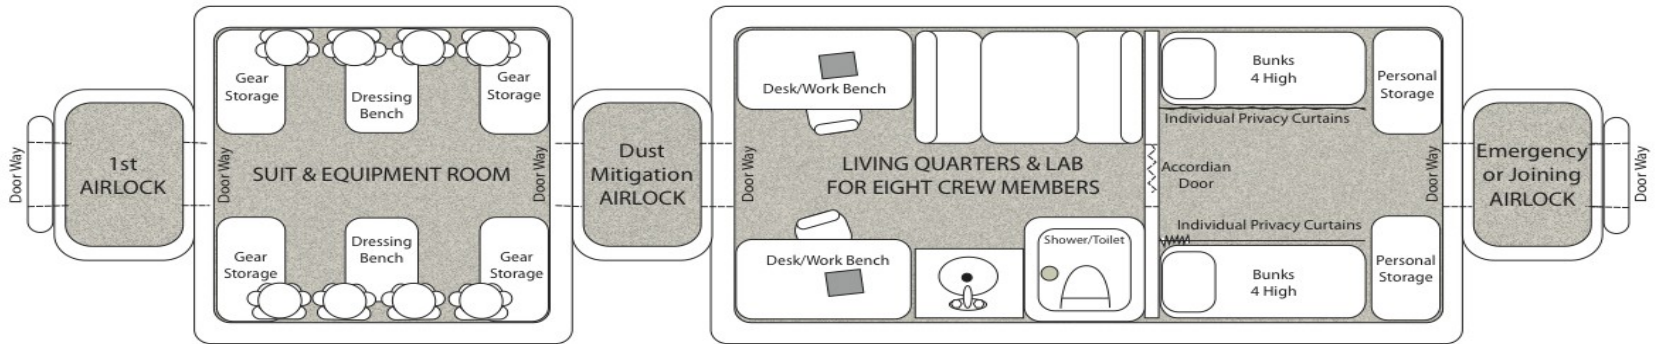 Door Way
1st
AIRLOCK
Door Way
Gear
Storage
Dressing
Bench
Gear
Storage
SUIT & EQUIPMENT ROOM
Gear
Storage
Dressing
Bench
Gear
Storage
Door Way
Dust
Mitigation
AIRLOCK
Door Way
Desk/Work Bench
LIVING QUARTERS & LAB
FOR EIGHT CREW MEMBERS
Desk/Work Bench
Shower/Toilet
Accordian
Door
Bunks
4 High
Individual Privacy Curtains
Personal
Storage
Individual Privacy Curtains
Bunks
4 High
Personal
Storage
Door Way
Emergency
or Joining
AIRLOCK
Door Way